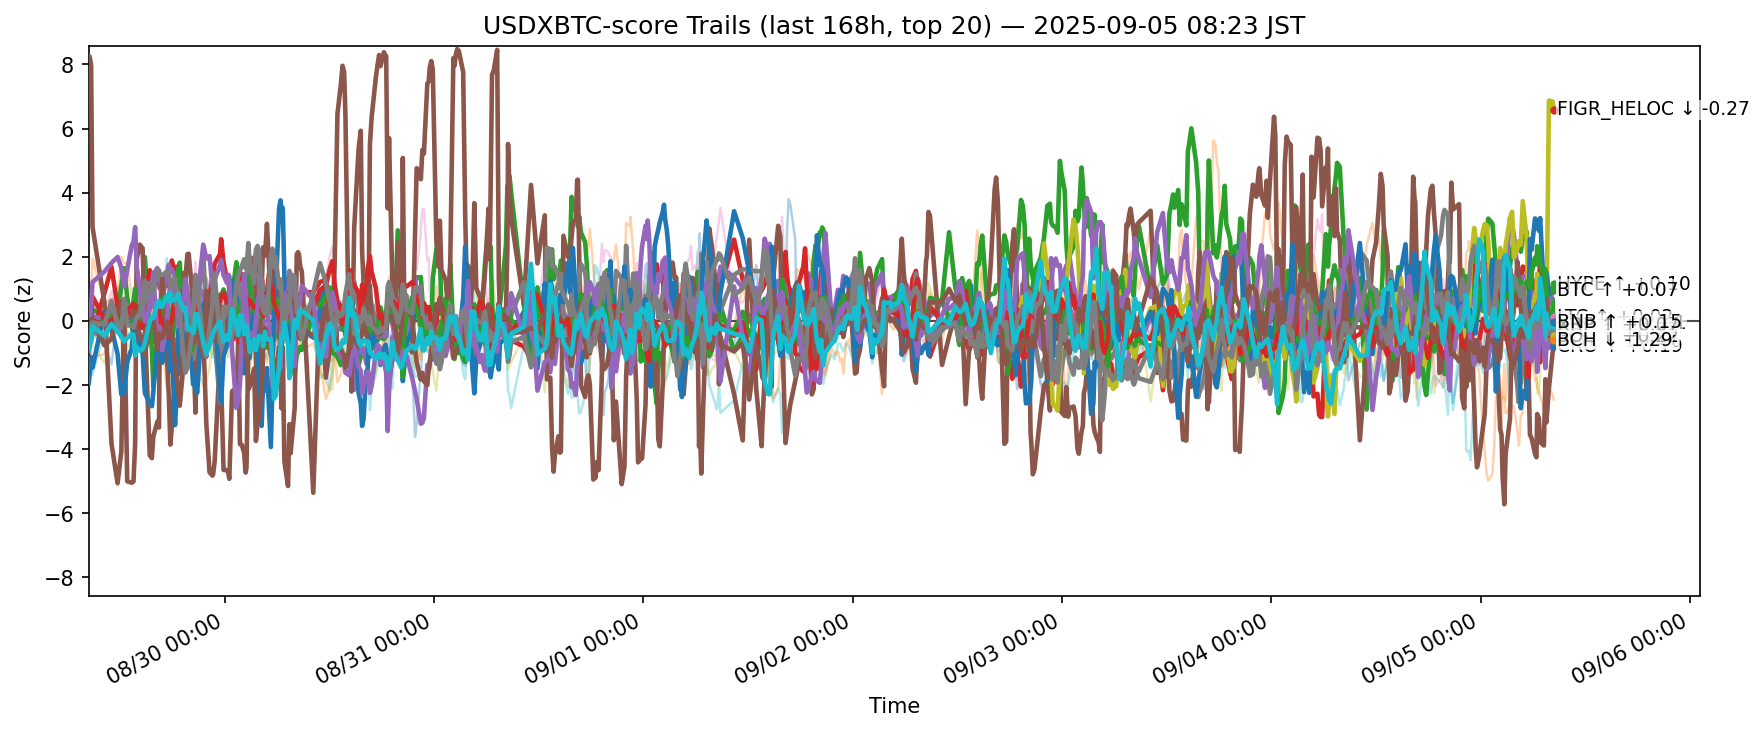 USDXBTC-score Trails (last 168h, top 20) — 2025-09-05 08:23 JST
Score (z)
8
6
4
2
0
−2
−4
−6
−8
FIGR_HELOC ↓ -0.27
HYPE ↑ +0.10
BTC ↑ +0.07
BNB ↑ +0.15
BCH ↓ -1.29
08/30 00:00
08/31 00:00
09/01 00:00
09/02 00:00
09/03 00:00
09/04 00:00
09/05 00:00
09/06 00:00
Time